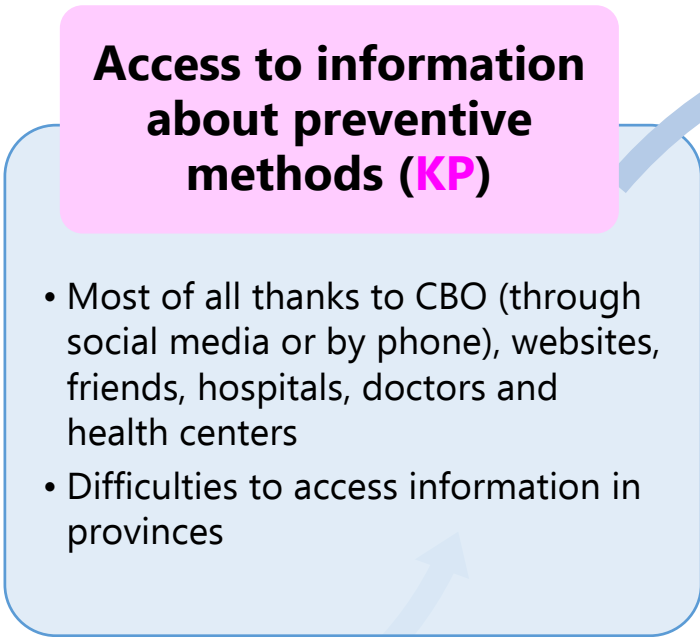 Access to information
about preventive
methods (KP)
• Most of all thanks to CBO (through
social media or by phone), websites,
friends, hospitals, doctors and
health centers
• Difficulties to access information in
provinces